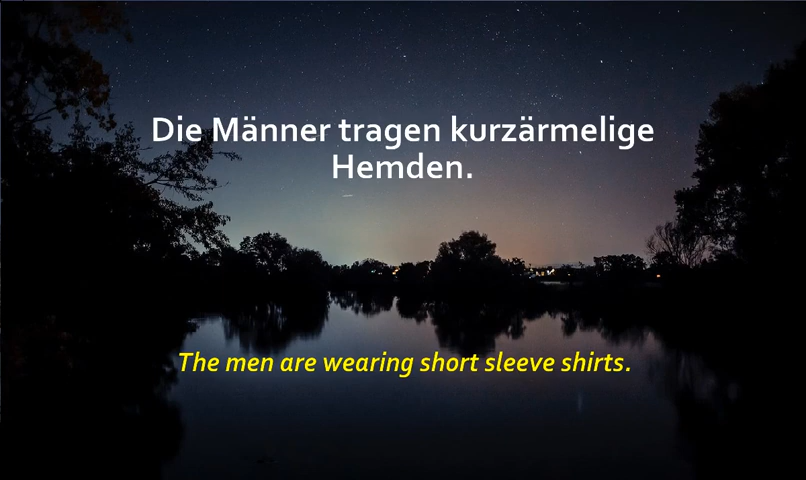 Die Männer tragen kurzärmelige
Hemden.
The men are wearing short sleeve shirts.